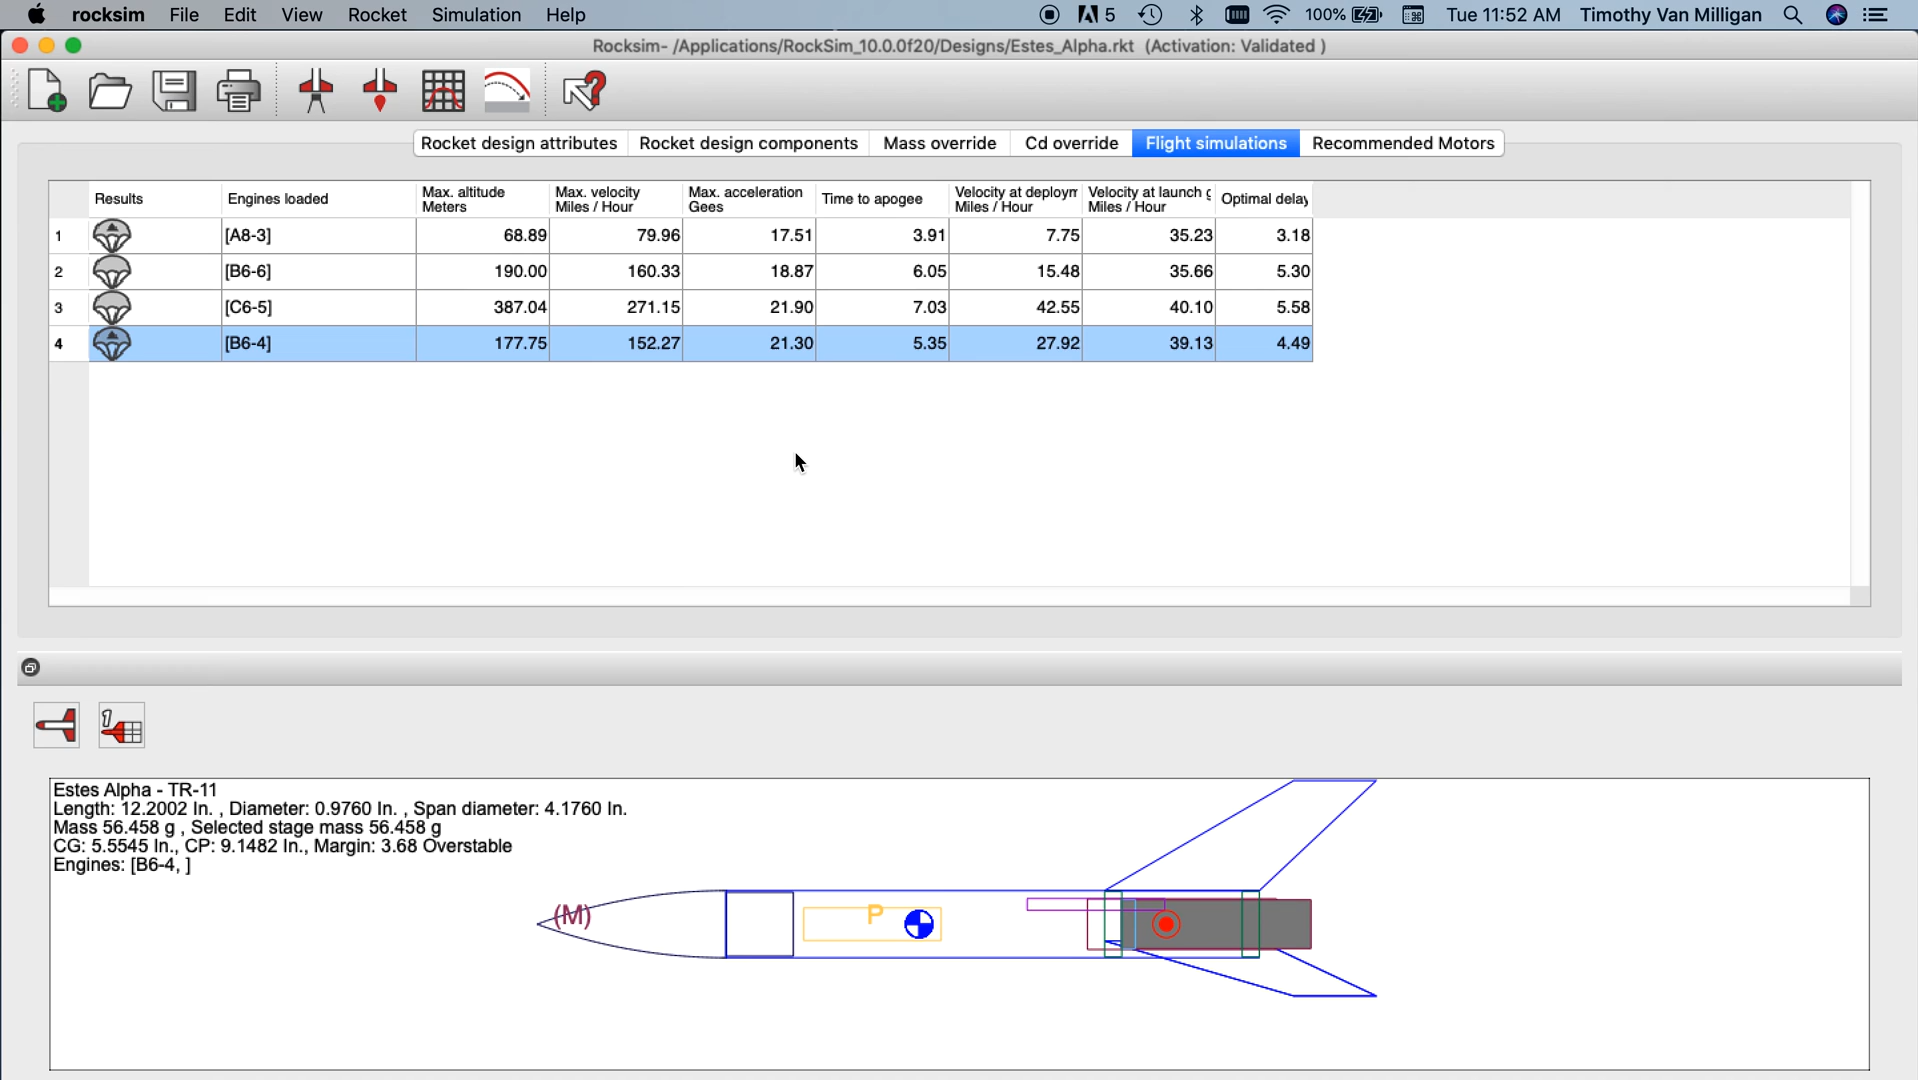 rocksim File Edit View Rocket Simulation Help 5 100% Tue 11:52 AM Timothy Van Milligan
Rocksim- /Applications/RockSim_10.0.0f20/Designs/Estes_Alpha.rkt (Activation: Validated )
Rocket design attributes Rocket design components Mass override Cd override Flight simulations Recommended Motors
Results Engines loaded Max. altitude Meters Max. velocity Miles / Hour Max. acceleration Gees Time to apogee Velocity at deploym Miles / Hour Velocity at launch g Miles / Hour Optimal delay
1 [A8-3] 68.89 79.96 17.51 3.91 7.75 35.23 3.18
2 [B6-6] 190.00 160.33 18.87 6.05 15.48 35.66 5.30
3 [C6-5] 387.04 271.15 21.90 7.03 42.55 40.10 5.58
4 [B6-4] 177.75 152.27 21.30 5.35 27.92 39.13 4.49
1
Estes Alpha - TR-11
Length: 12.2002 In. , Diameter: 0.9760 In. , Span diameter: 4.1760 In.
Mass 56.458 g , Selected stage mass 56.458 g
CG: 5.5545 In., CP: 9.1482 In., Margin: 3.68 Overstable
Engines: [B6-4, ]
(M) P